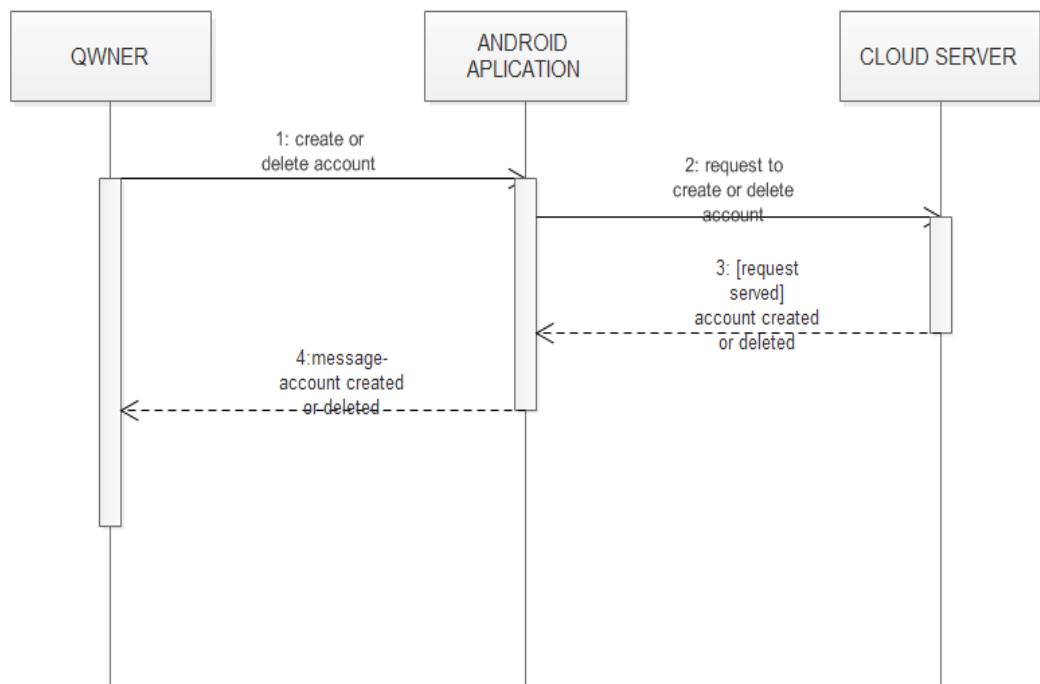 QWNER
ANDROID
APLICATION
CLOUD SERVER
1: create or
delete account
2: request to
create or delete
account
3: [request
served]
account created
or deleted
4:message-
account created
or deleted